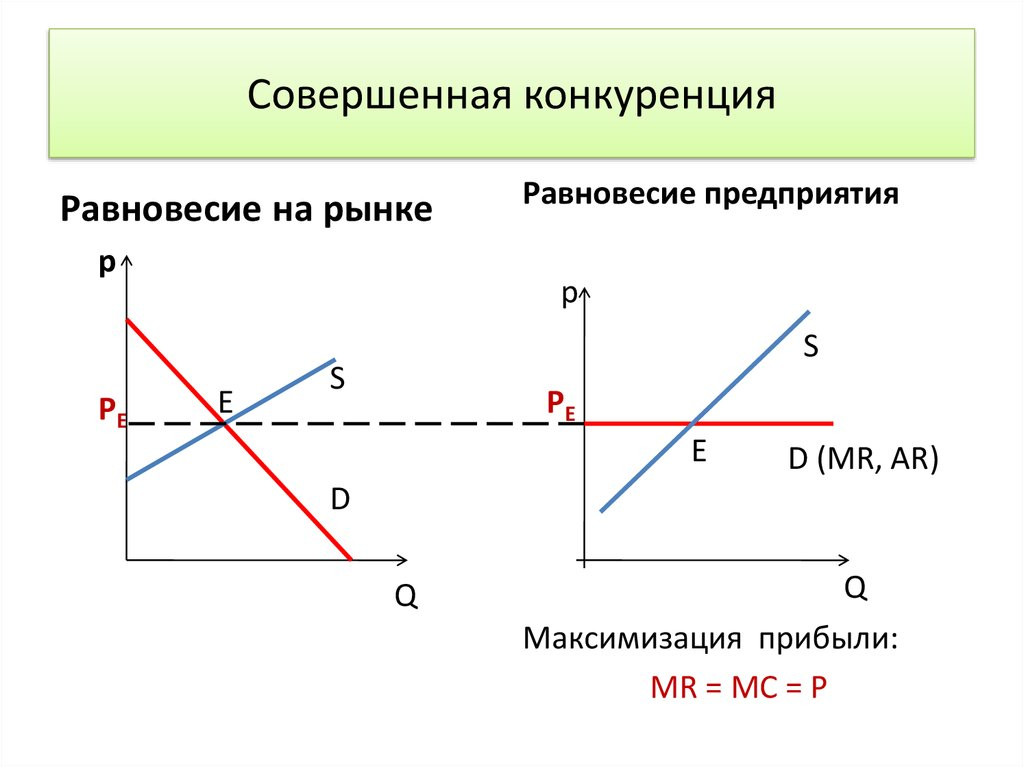 Совершенная конкуренция
Равновесие на рынке
p
S
E
PE
D
Q
Равновесие предприятия
p
S
PE
E
D (MR, AR)
Q
Максимизация прибыли:
MR = MC = P